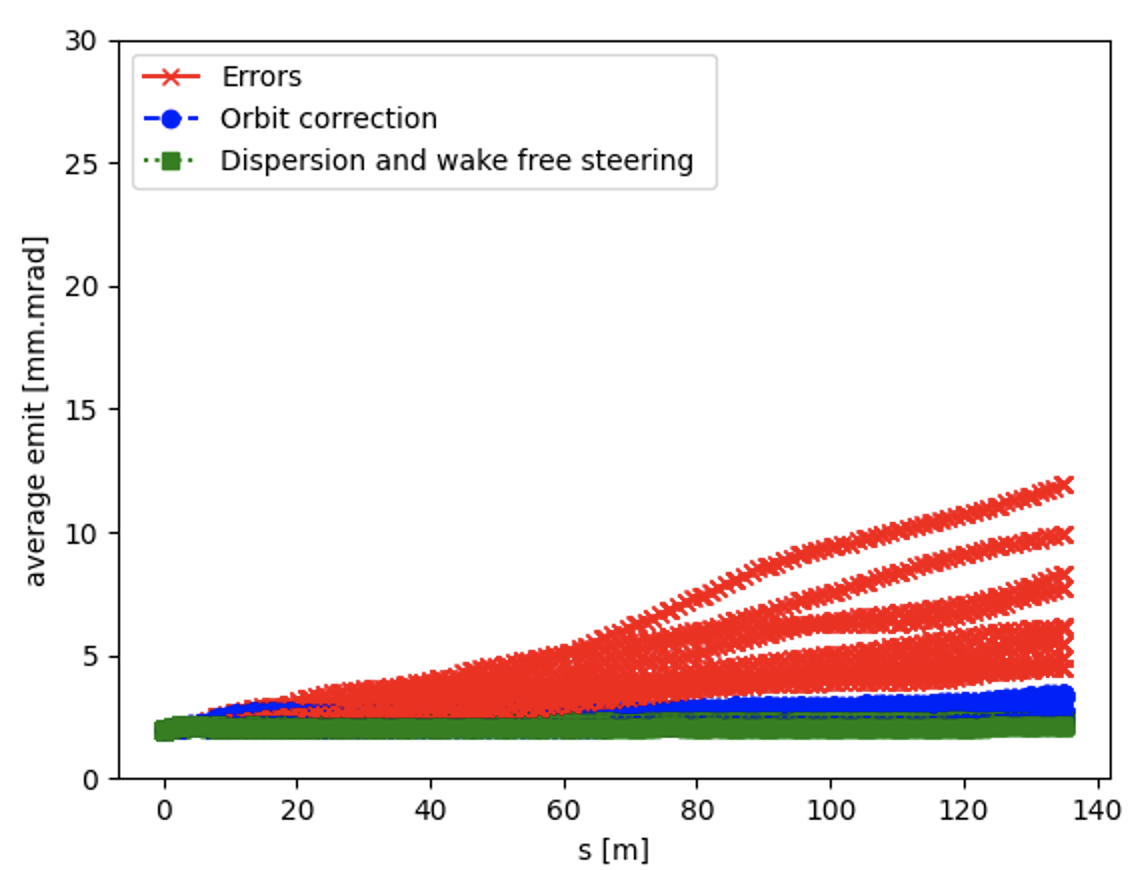 30
25
20
15
10
5
0
average emit [mm.mrad]
Errors
Orbit correction
Dispersion and wake free steering
0 20 40 60 80 100 120 140
s [m]